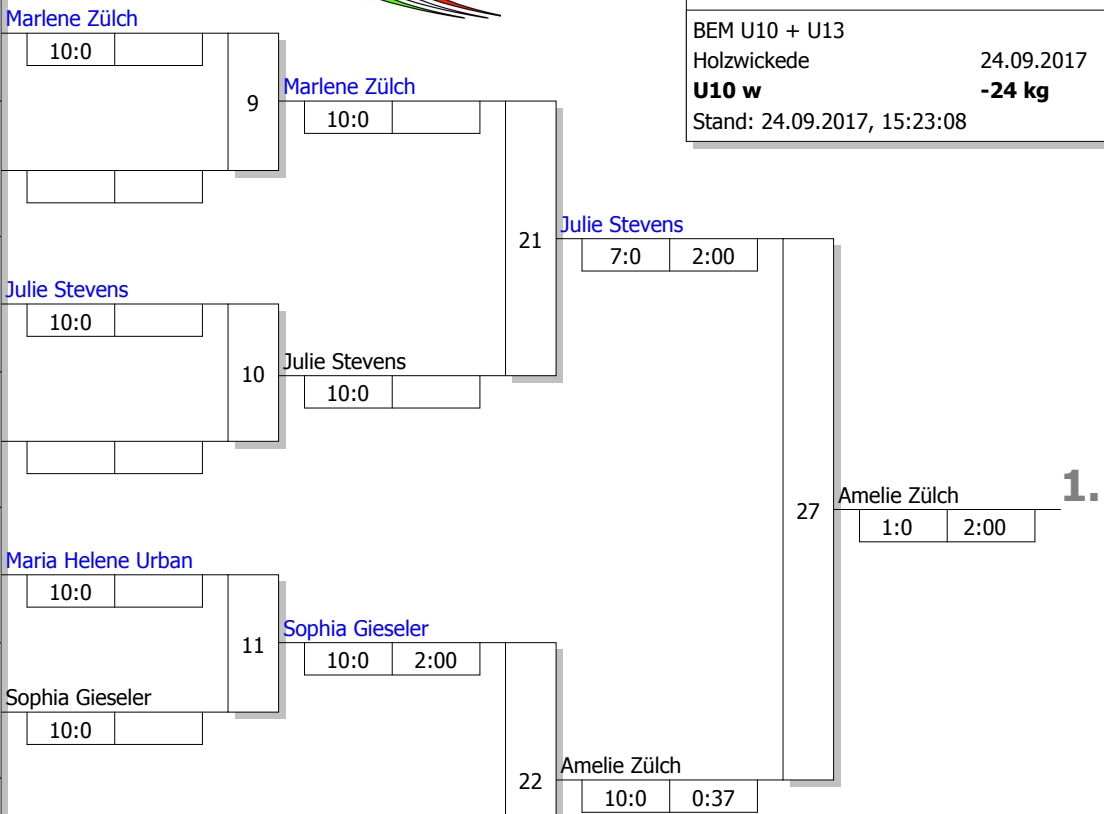 Marlene Zülch
10:0
9
Marlene Zülch
10:0
BEM U10 + U13
Holzwickede 24.09.2017
U10 w -24 kg
Stand: 24.09.2017, 15:23:08
21
Julie Stevens
7:0 2:00
Julie Stevens
10:0
10
Julie Stevens
10:0
27
Amelie Zülch
1.
1:0 2:00
Maria Helene Urban
10:0
11
Sophia Gieseler
10:0 2:00
Sophia Gieseler
10:0
22
Amelie Zülch
10:0 0:37